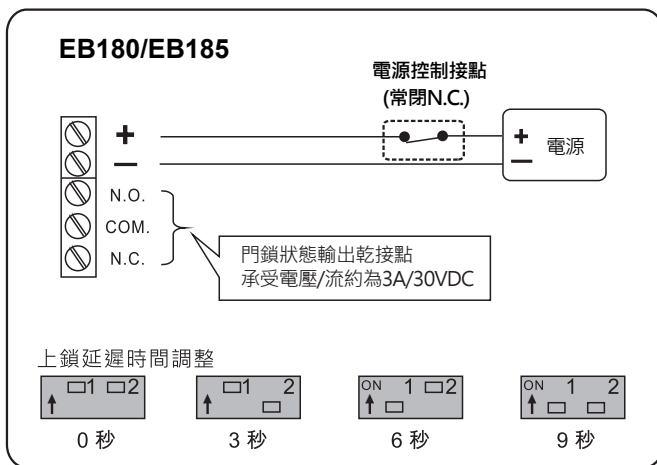 EB180/EB185
電源控制接點
(常閉N.C.)
+
−
+
−
電源
N.O.
COM.
N.C.
門鎖狀態輸出乾接點
承受電壓/流約為3A/30VDC
上鎖延遲時間調整
1 2
1 2
ON 1 2
ON 1 2
0 秒
3 秒
6 秒
9 秒